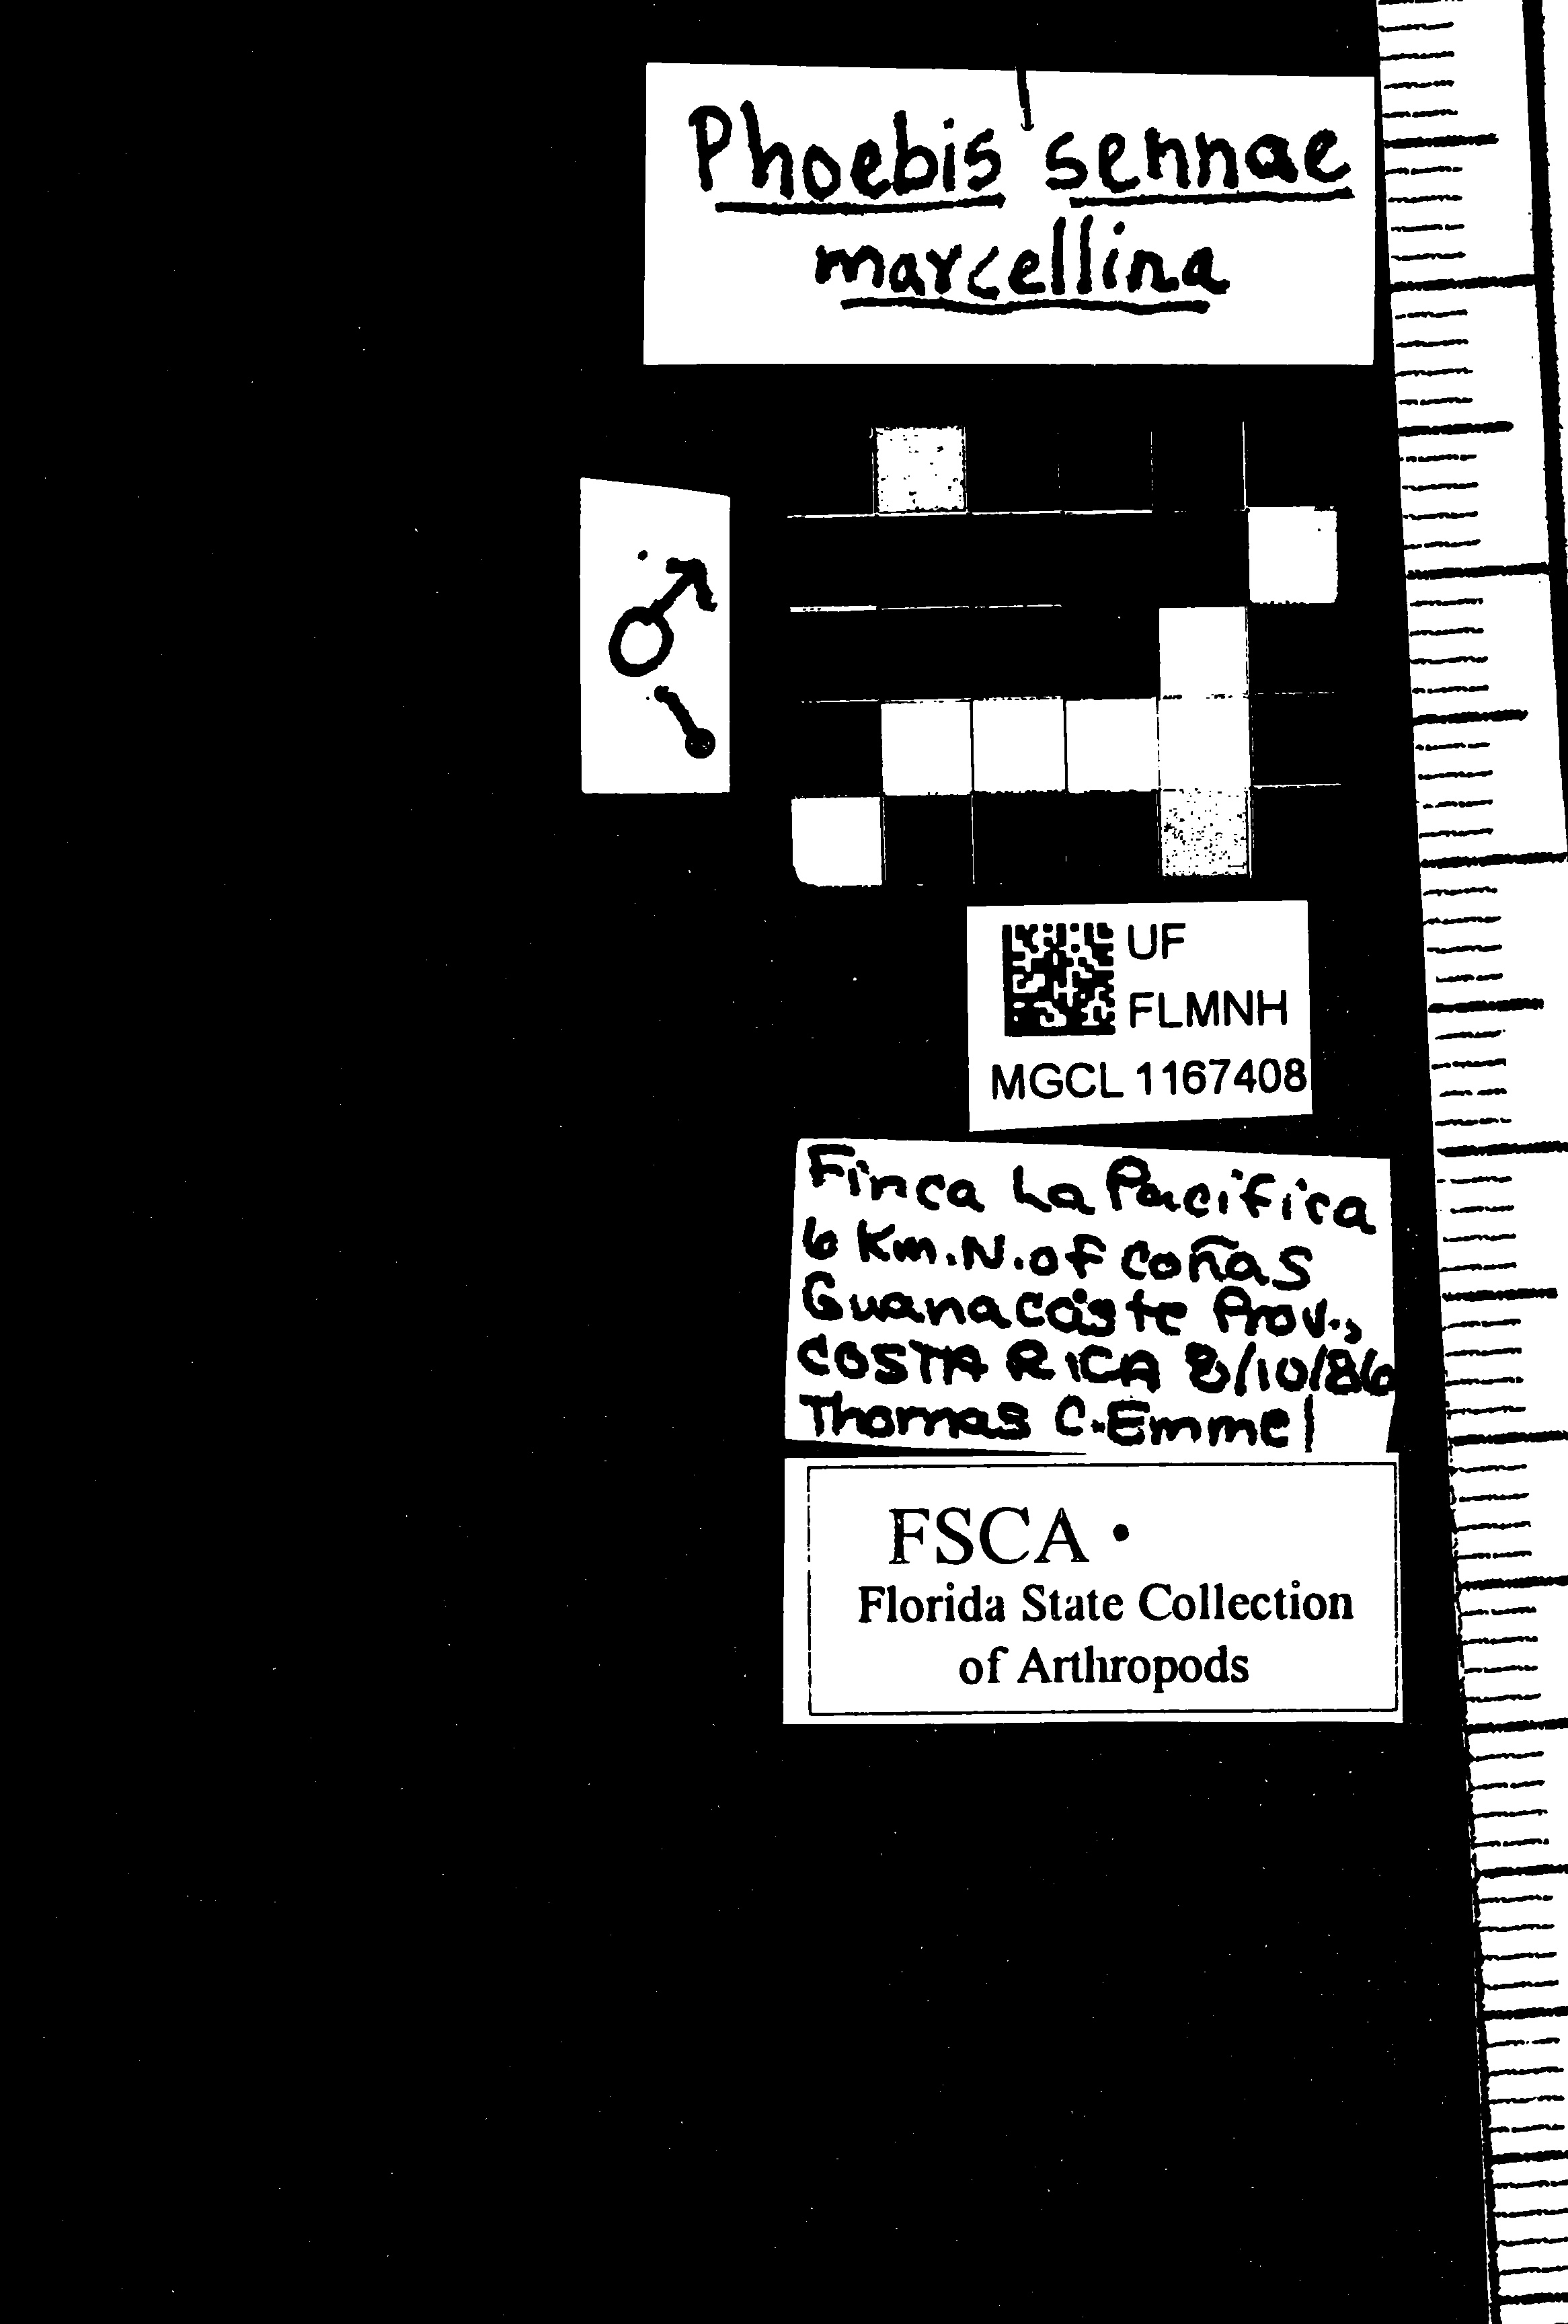 Phoebis sennae
marcellina
♂
UF
FLMNH
MGCL 1167408
Finca La Pacifica
6 Km.N.of Coñas
Guanacaste Prov.,
COSTA RICA 8/10/86
Thomas C. Emmel
FSCA •
Florida State Collection
of Arthropods